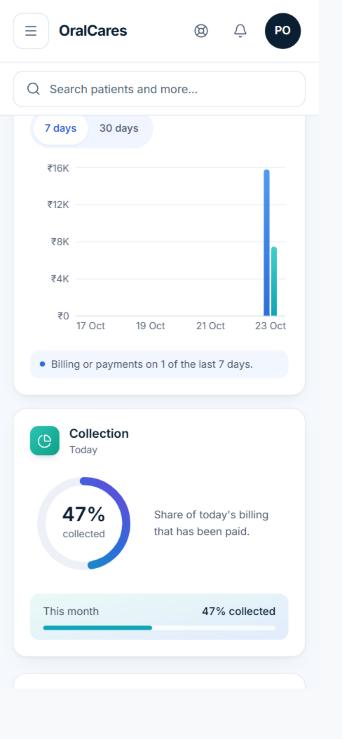 OralCares
PO
Search patients and more...
7 days 30 days
₹16K
₹12K
₹8K
₹4K
₹0
17 Oct 19 Oct 21 Oct 23 Oct
Billing or payments on 1 of the last 7 days.
Collection
Today
47%
collected
Share of today's billing
that has been paid.
This month 47% collected